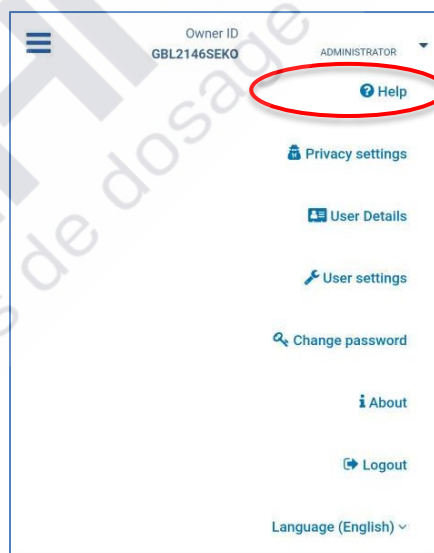 Owner ID
GBL2146SEKO
ADMINISTRATOR
Help
Privacy settings
User Details
User settings
Change password
About
Logout
Language (English)
s de dosage